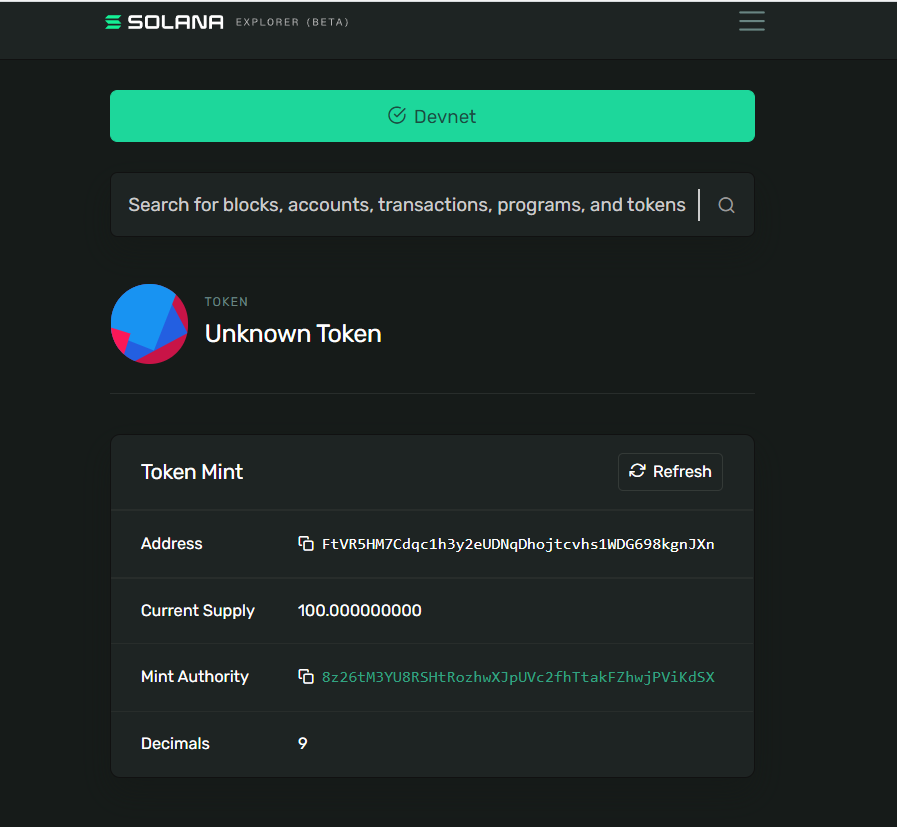 SOLANA EXPLORER (BETA)
Devnet
Search for blocks, accounts, transactions, programs, and tokens
TOKEN
Unknown Token
Token Mint Refresh
Address FtVR5HM7Cdqc1h3y2eUDNqDhojtcvhs1WDG698kgnJXn
Current Supply 100.000000000
Mint Authority 8z26tM3YU8RSHtRozhwXJpUVc2fhTtakFZhwjPViKdSX
Decimals 9